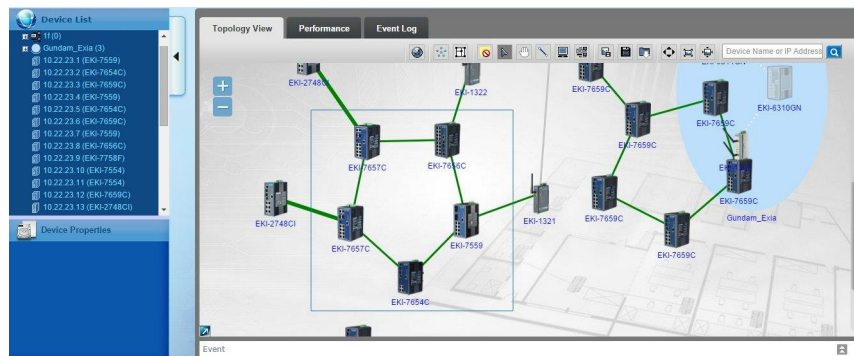 Device List
1f (0)
Gundam_Exia (3)
10.22.23.1 (EKI-7559)
10.22.23.2 (EKI-7654C)
10.22.23.3 (EKI-7659C)
10.22.23.4 (EKI-7559)
10.22.23.5 (EKI-7654C)
10.22.23.6 (EKI-7659C)
10.22.23.7 (EKI-7559)
10.22.23.8 (EKI-7656C)
10.22.23.9 (EKI-7758F)
10.22.23.10 (EKI-7554)
10.22.23.11 (EKI-7554)
10.22.23.12 (EKI-7659C)
10.22.23.13 (EKI-2748CI)
Device Properties
Topology View Performance Event Log
Device Name or IP Address
EKI-2748CI
EKI-1322
EKI-7659C
EKI-6310GN
EKI-7659C
EKI-7659C
EKI-7657C
EKI-7656C
EKI-7659C
Gundam_Exia
EKI-2748CI
EKI-7657C
EKI-7559
EKI-1321
EKI-7659C
EKI-7659C
EKI-7654C
Event